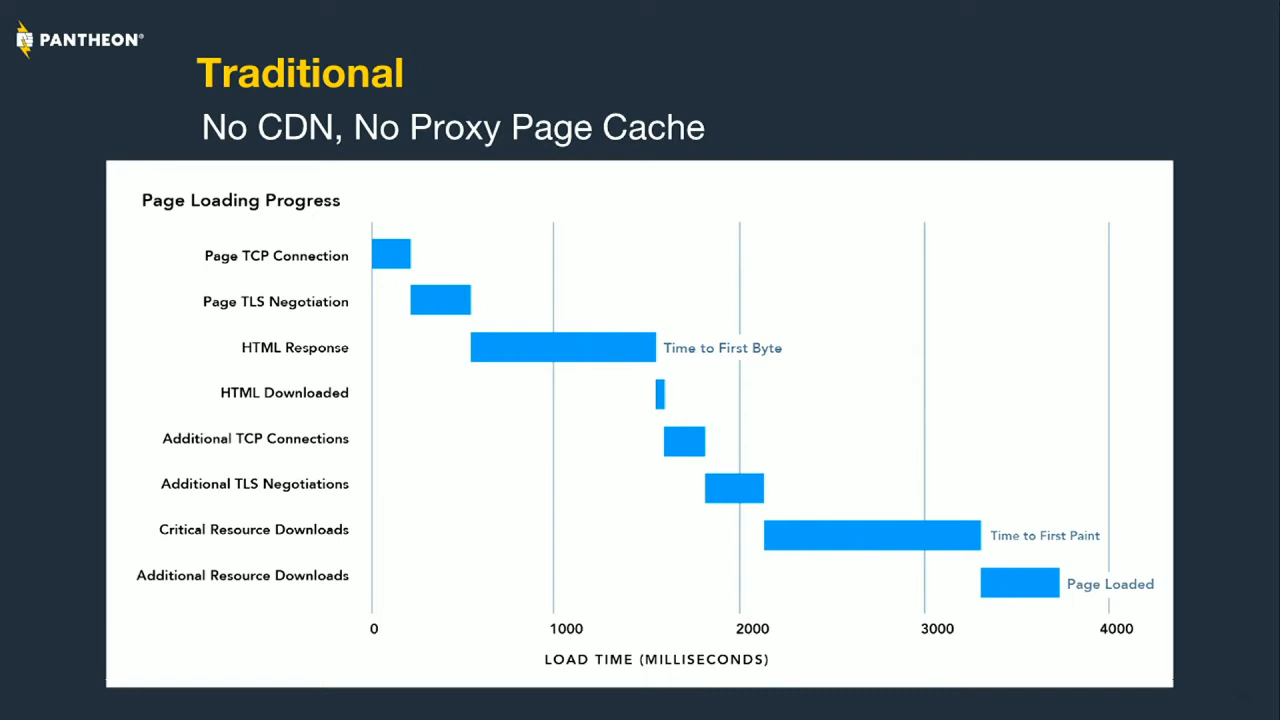 PANTHEON®
Traditional
No CDN, No Proxy Page Cache
Page Loading Progress
Page TCP Connection
Page TLS Negotiation
HTML Response
Time to First Byte
HTML Downloaded
Additional TCP Connections
Additional TLS Negotiations
Critical Resource Downloads
Time to First Paint
Additional Resource Downloads
Page Loaded
0 1000 2000 3000 4000
LOAD TIME (MILLISECONDS)